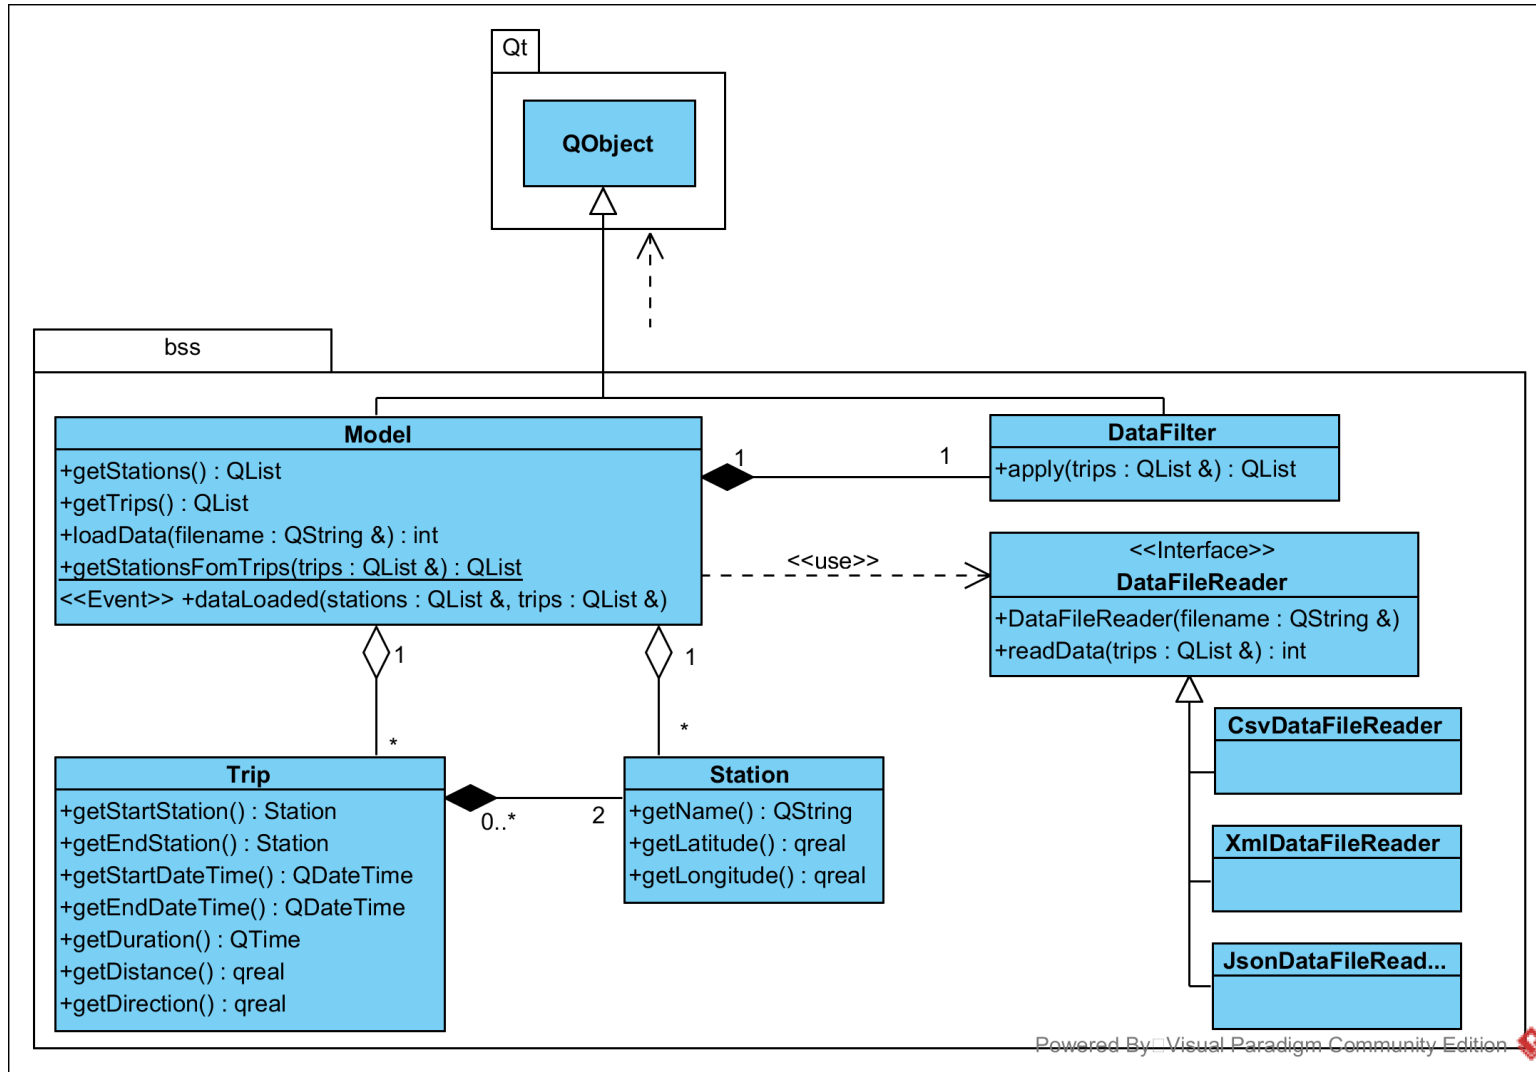 Qt
QObject
bss
Model
+getStations() : QList
+getTrips() : QList
+loadData(filename : QString &) : int
+getStationsFomTrips(trips : QList &) : QList
<<Event>> +dataLoaded(stations : QList &, trips : QList &)
1
1
DataFilter
+apply(trips : QList &) : QList
<<use>>
<<Interface>>
DataFileReader
+DataFileReader(filename : QString &)
+readData(trips : QList &) : int
1
*
1
*
Trip
+getStartStation() : Station
+getEndStation() : Station
+getStartDateTime() : QDateTime
+getEndDateTime() : QDateTime
+getDuration() : QTime
+getDistance() : qreal
+getDirection() : qreal
0..*
2
Station
+getName() : QString
+getLatitude() : qreal
+getLongitude() : qreal
CsvDataFileReader
XmlDataFileReader
JsonDataFileRead...
Powered By Visual Paradigm Community Edition